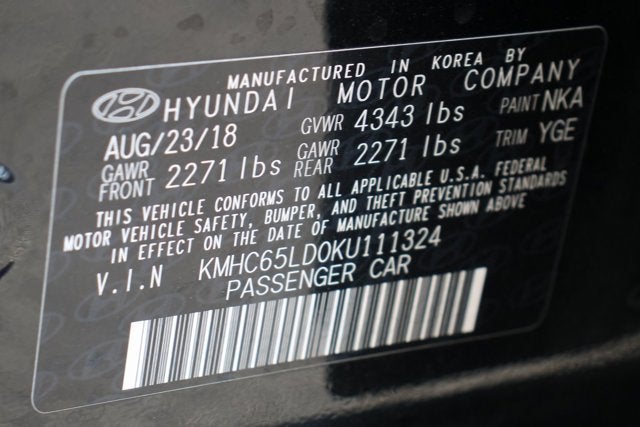 MANUFACTURED IN KOREA BY
HYUNDAI MOTOR COMPANY
AUG/23/18 GVWR 4343 lbs PAINT NKA
GAWR FRONT 2271 lbs GAWR REAR 2271 lbs TRIM YGE
THIS VEHICLE CONFORMS TO ALL APPLICABLE U.S.A. FEDERAL
MOTOR VEHICLE SAFETY, BUMPER, AND THEFT PREVENTION STANDARDS
IN EFFECT ON THE DATE OF MANUFACTURE SHOWN ABOVE
V.I.N KMHC65LD0KU111324
PASSENGER CAR